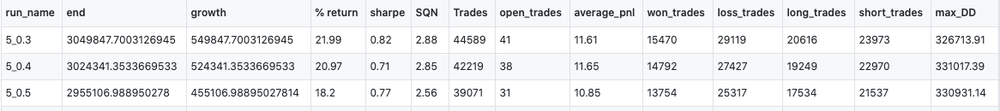 run_name end growth % return sharpe SQN Trades open_trades average_pnl won_trades loss_trades long_trades short_trades max_DD
5_0.3 3049847.7003126945 549847.7003126945 21.99 0.82 2.88 44589 41 11.61 15470 29119 20616 23973 326713.91
5_0.4 3024341.3533669533 524341.3533669533 20.97 0.71 2.85 42219 38 11.65 14792 27427 19249 22970 331017.39
5_0.5 2955106.988950278 455106.98895027814 18.2 0.77 2.56 39071 31 10.85 13754 25317 17534 21537 330931.14